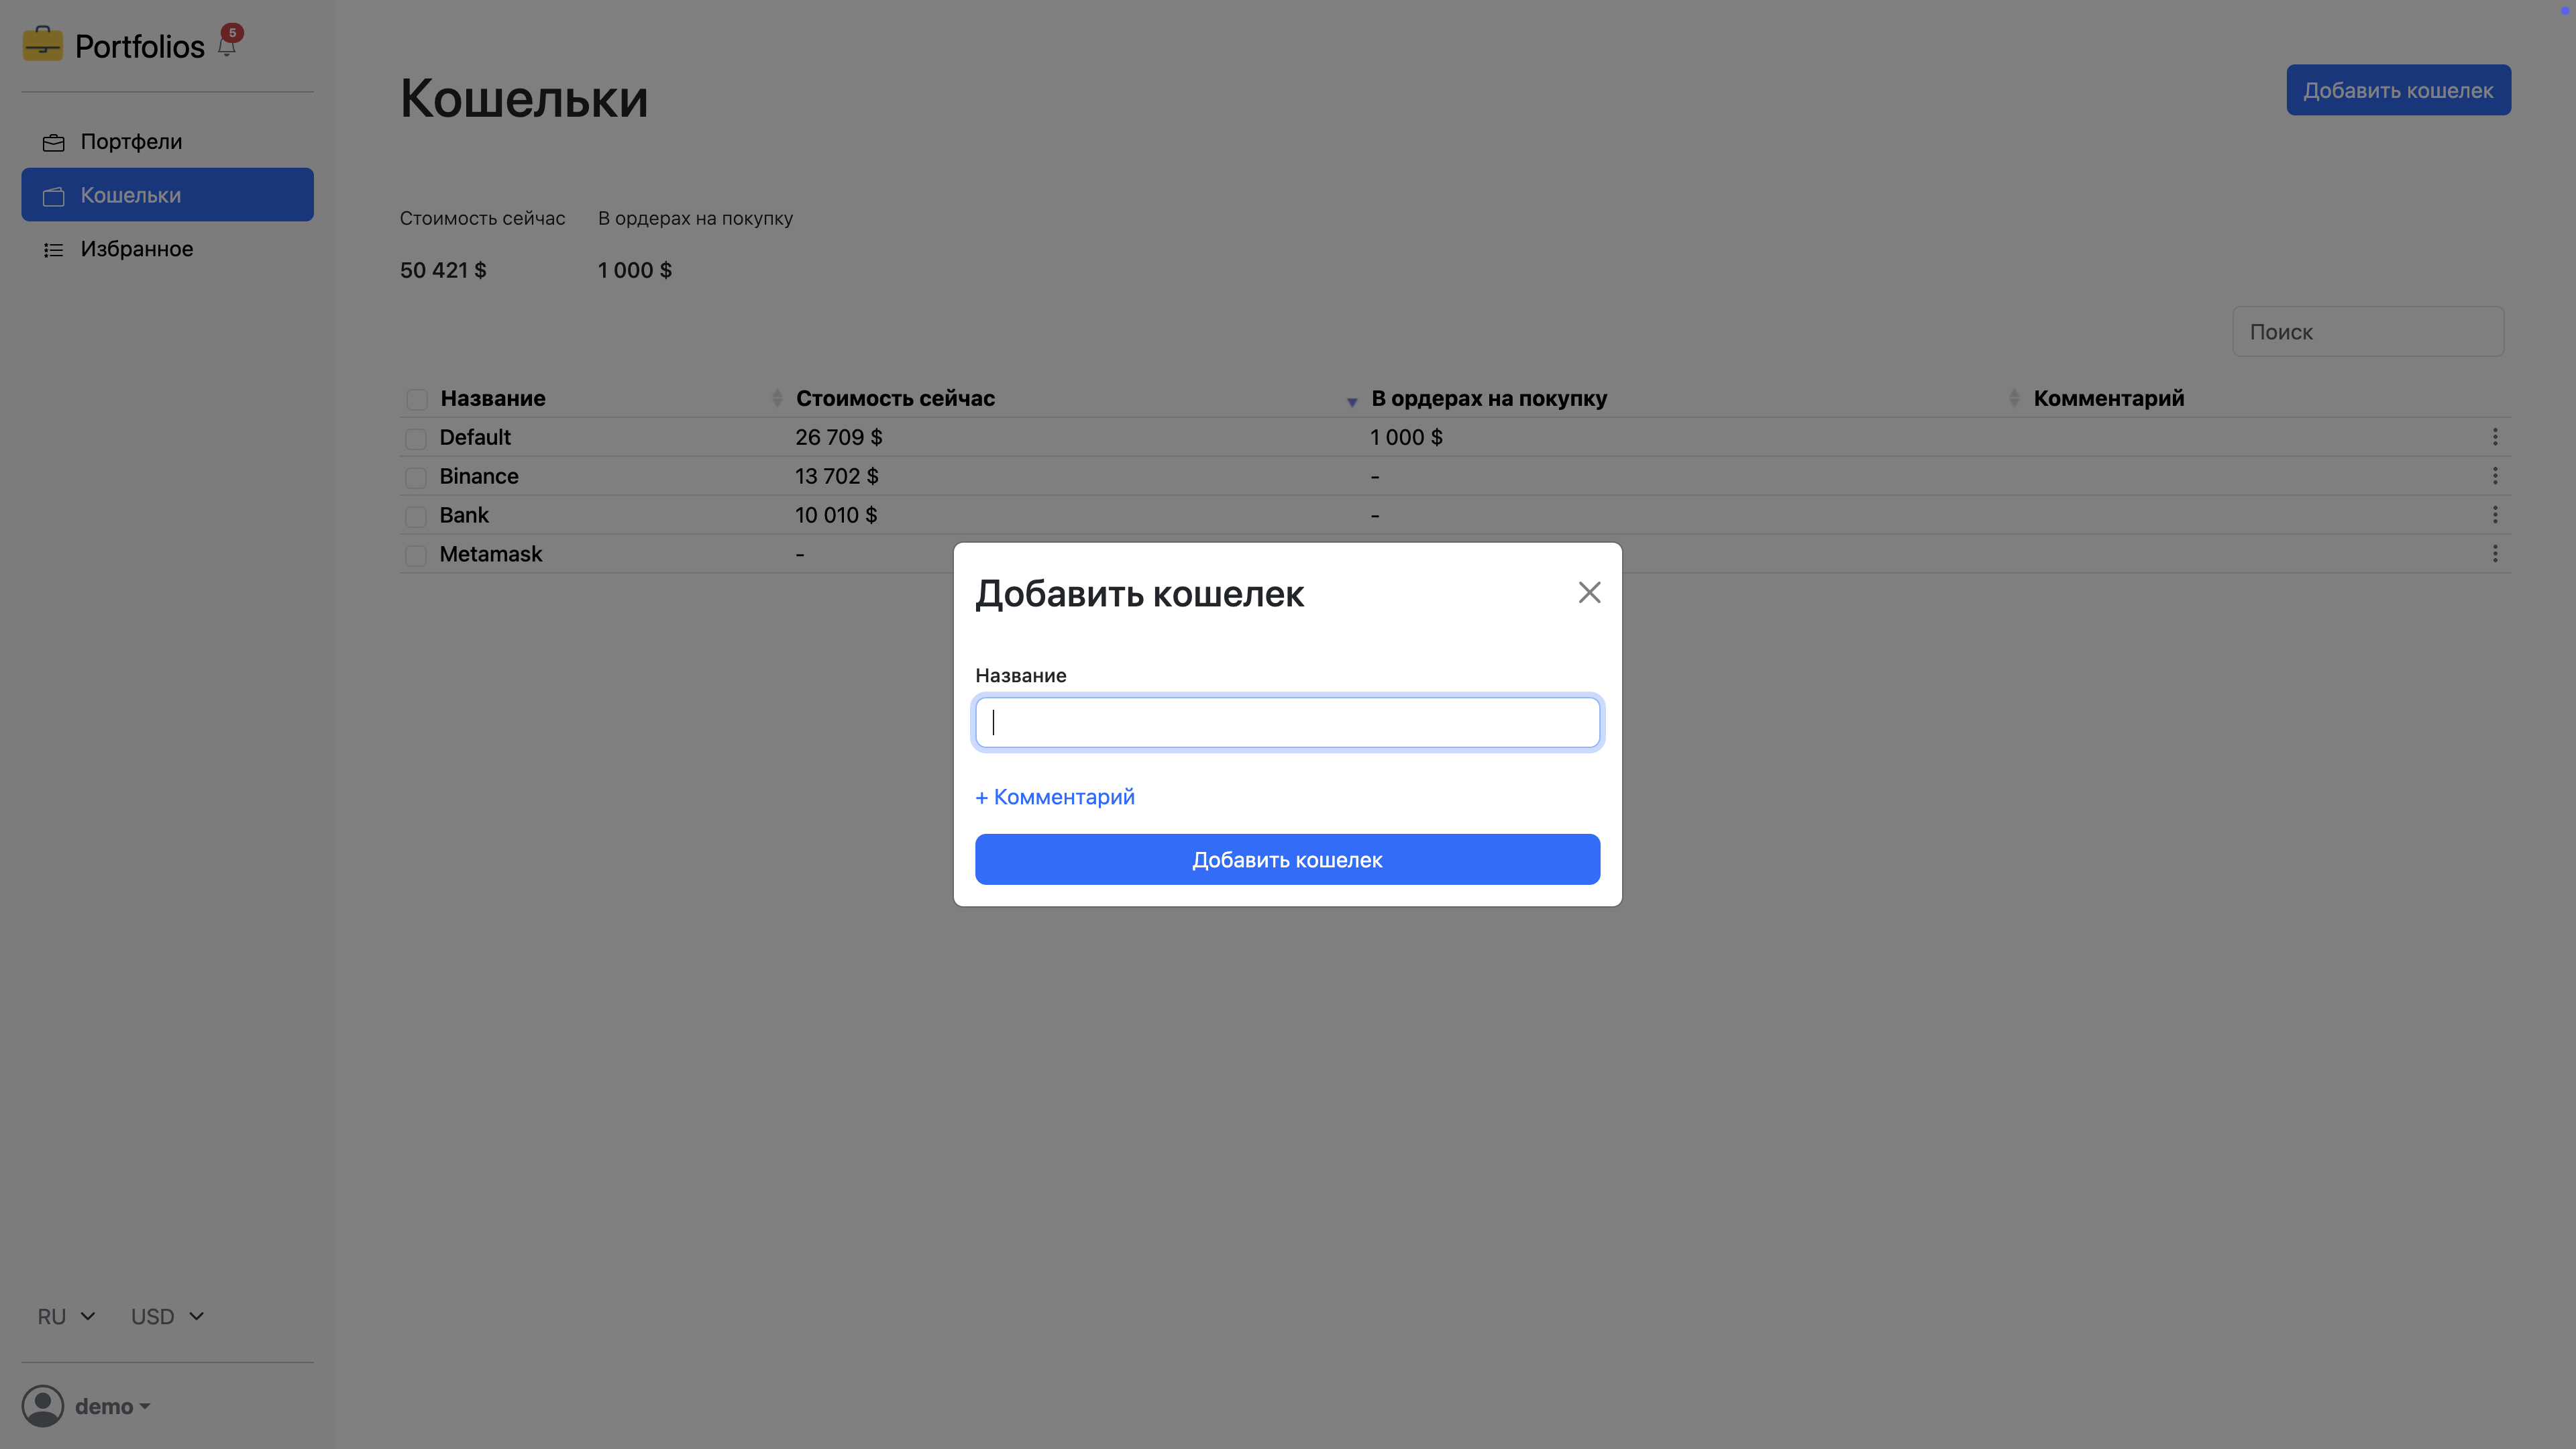 Portfolios 5
Портфели
Кошельки
Избранное
RU USD
demo
Кошельки
Добавить кошелек
Стоимость сейчас В ордерах на покупку
50 421 $ 1 000 $
Поиск
Название Стоимость сейчас В ордерах на покупку Комментарий
Default 26 709 $ 1 000 $
Binance 13 702 $ -
Bank 10 010 $ -
Metamask -
Добавить кошелек
Название
+ Комментарий
Добавить кошелек